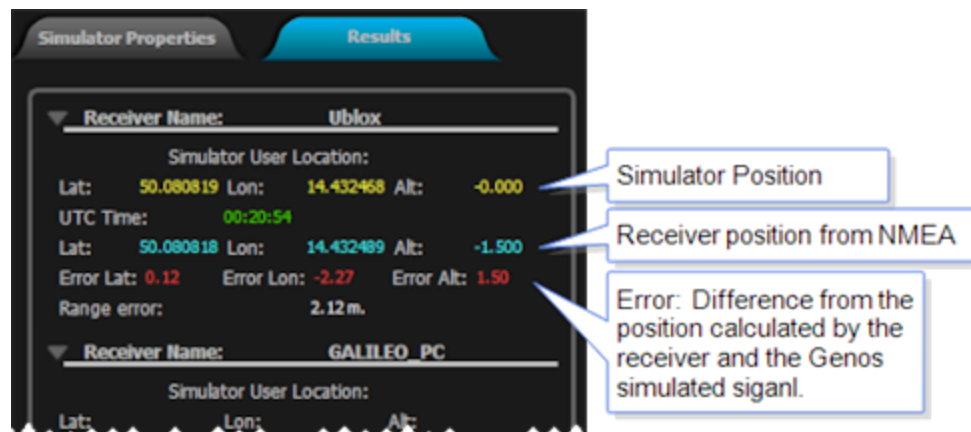 Simulator Properties
Results
Receiver Name: Ublox
Simulator User Location:
Lat: 50.080819 Lon: 14.432468 Alt: -0.000
UTC Time: 00:20:54
Lat: 50.080818 Lon: 14.432489 Alt: -1.500
Error Lat: 0.12 Error Lon: -2.27 Error Alt: 1.50
Range error: 2.12 m.
Receiver Name: GALILEO_PC
Simulator User Location:
Lat: Lon: Alt:
Simulator Position
Receiver position from NMEA
Error: Difference from the
position calculated by the
receiver and the Genos
simulated siganl.